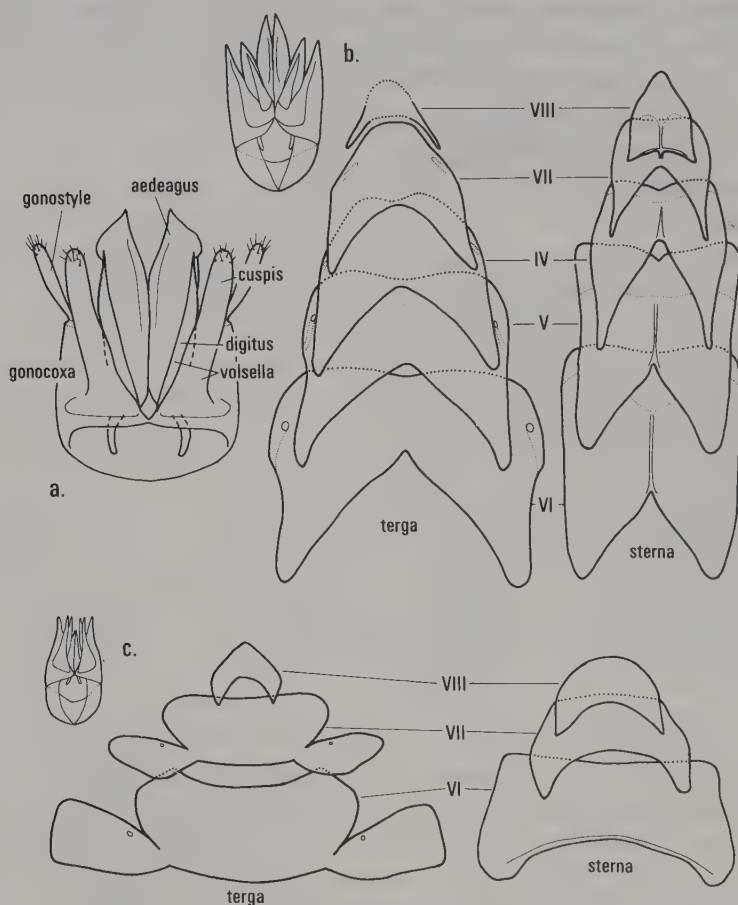 b.
VIII
VII
IV
V
VI
terga
sterna
gonostyle
aedeagus
cuspis
digitus
gonocoxa
volsella
a.
c.
VIII
VII
VI
terga
sterna